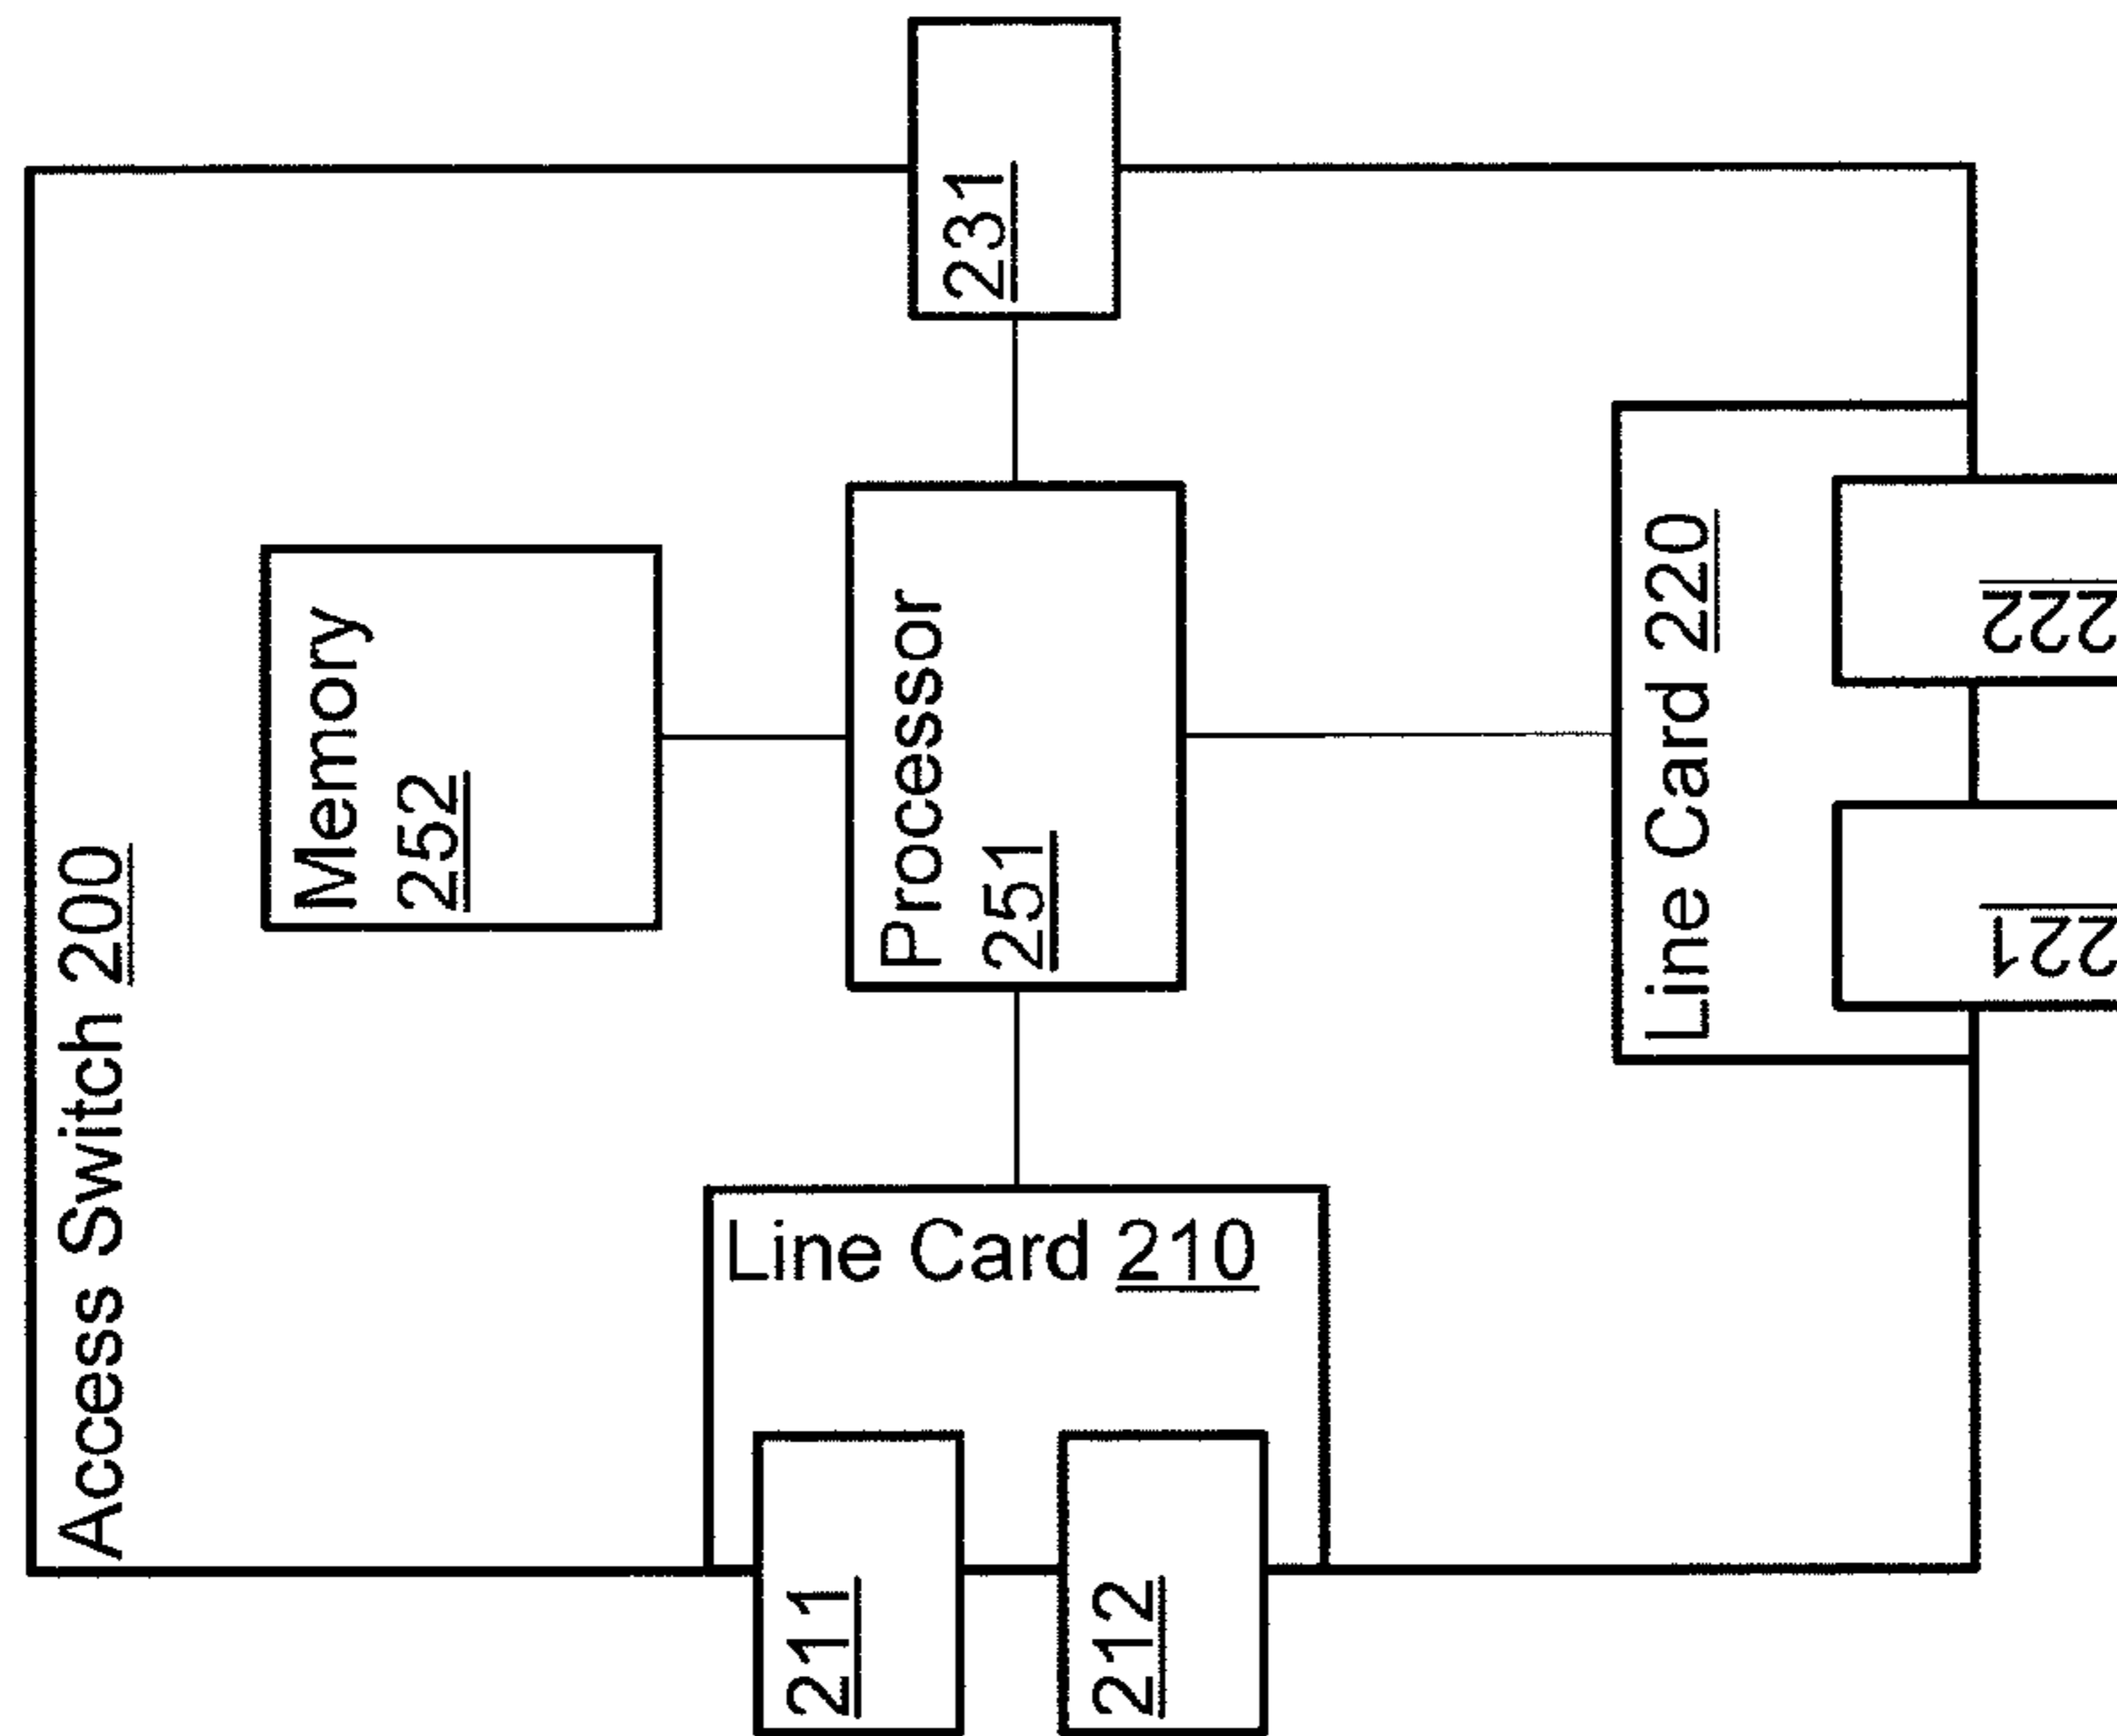 Access Switch 200
Memory
252
Processor
251
231
Line Card 210
211
212
Line Card 220
221
222